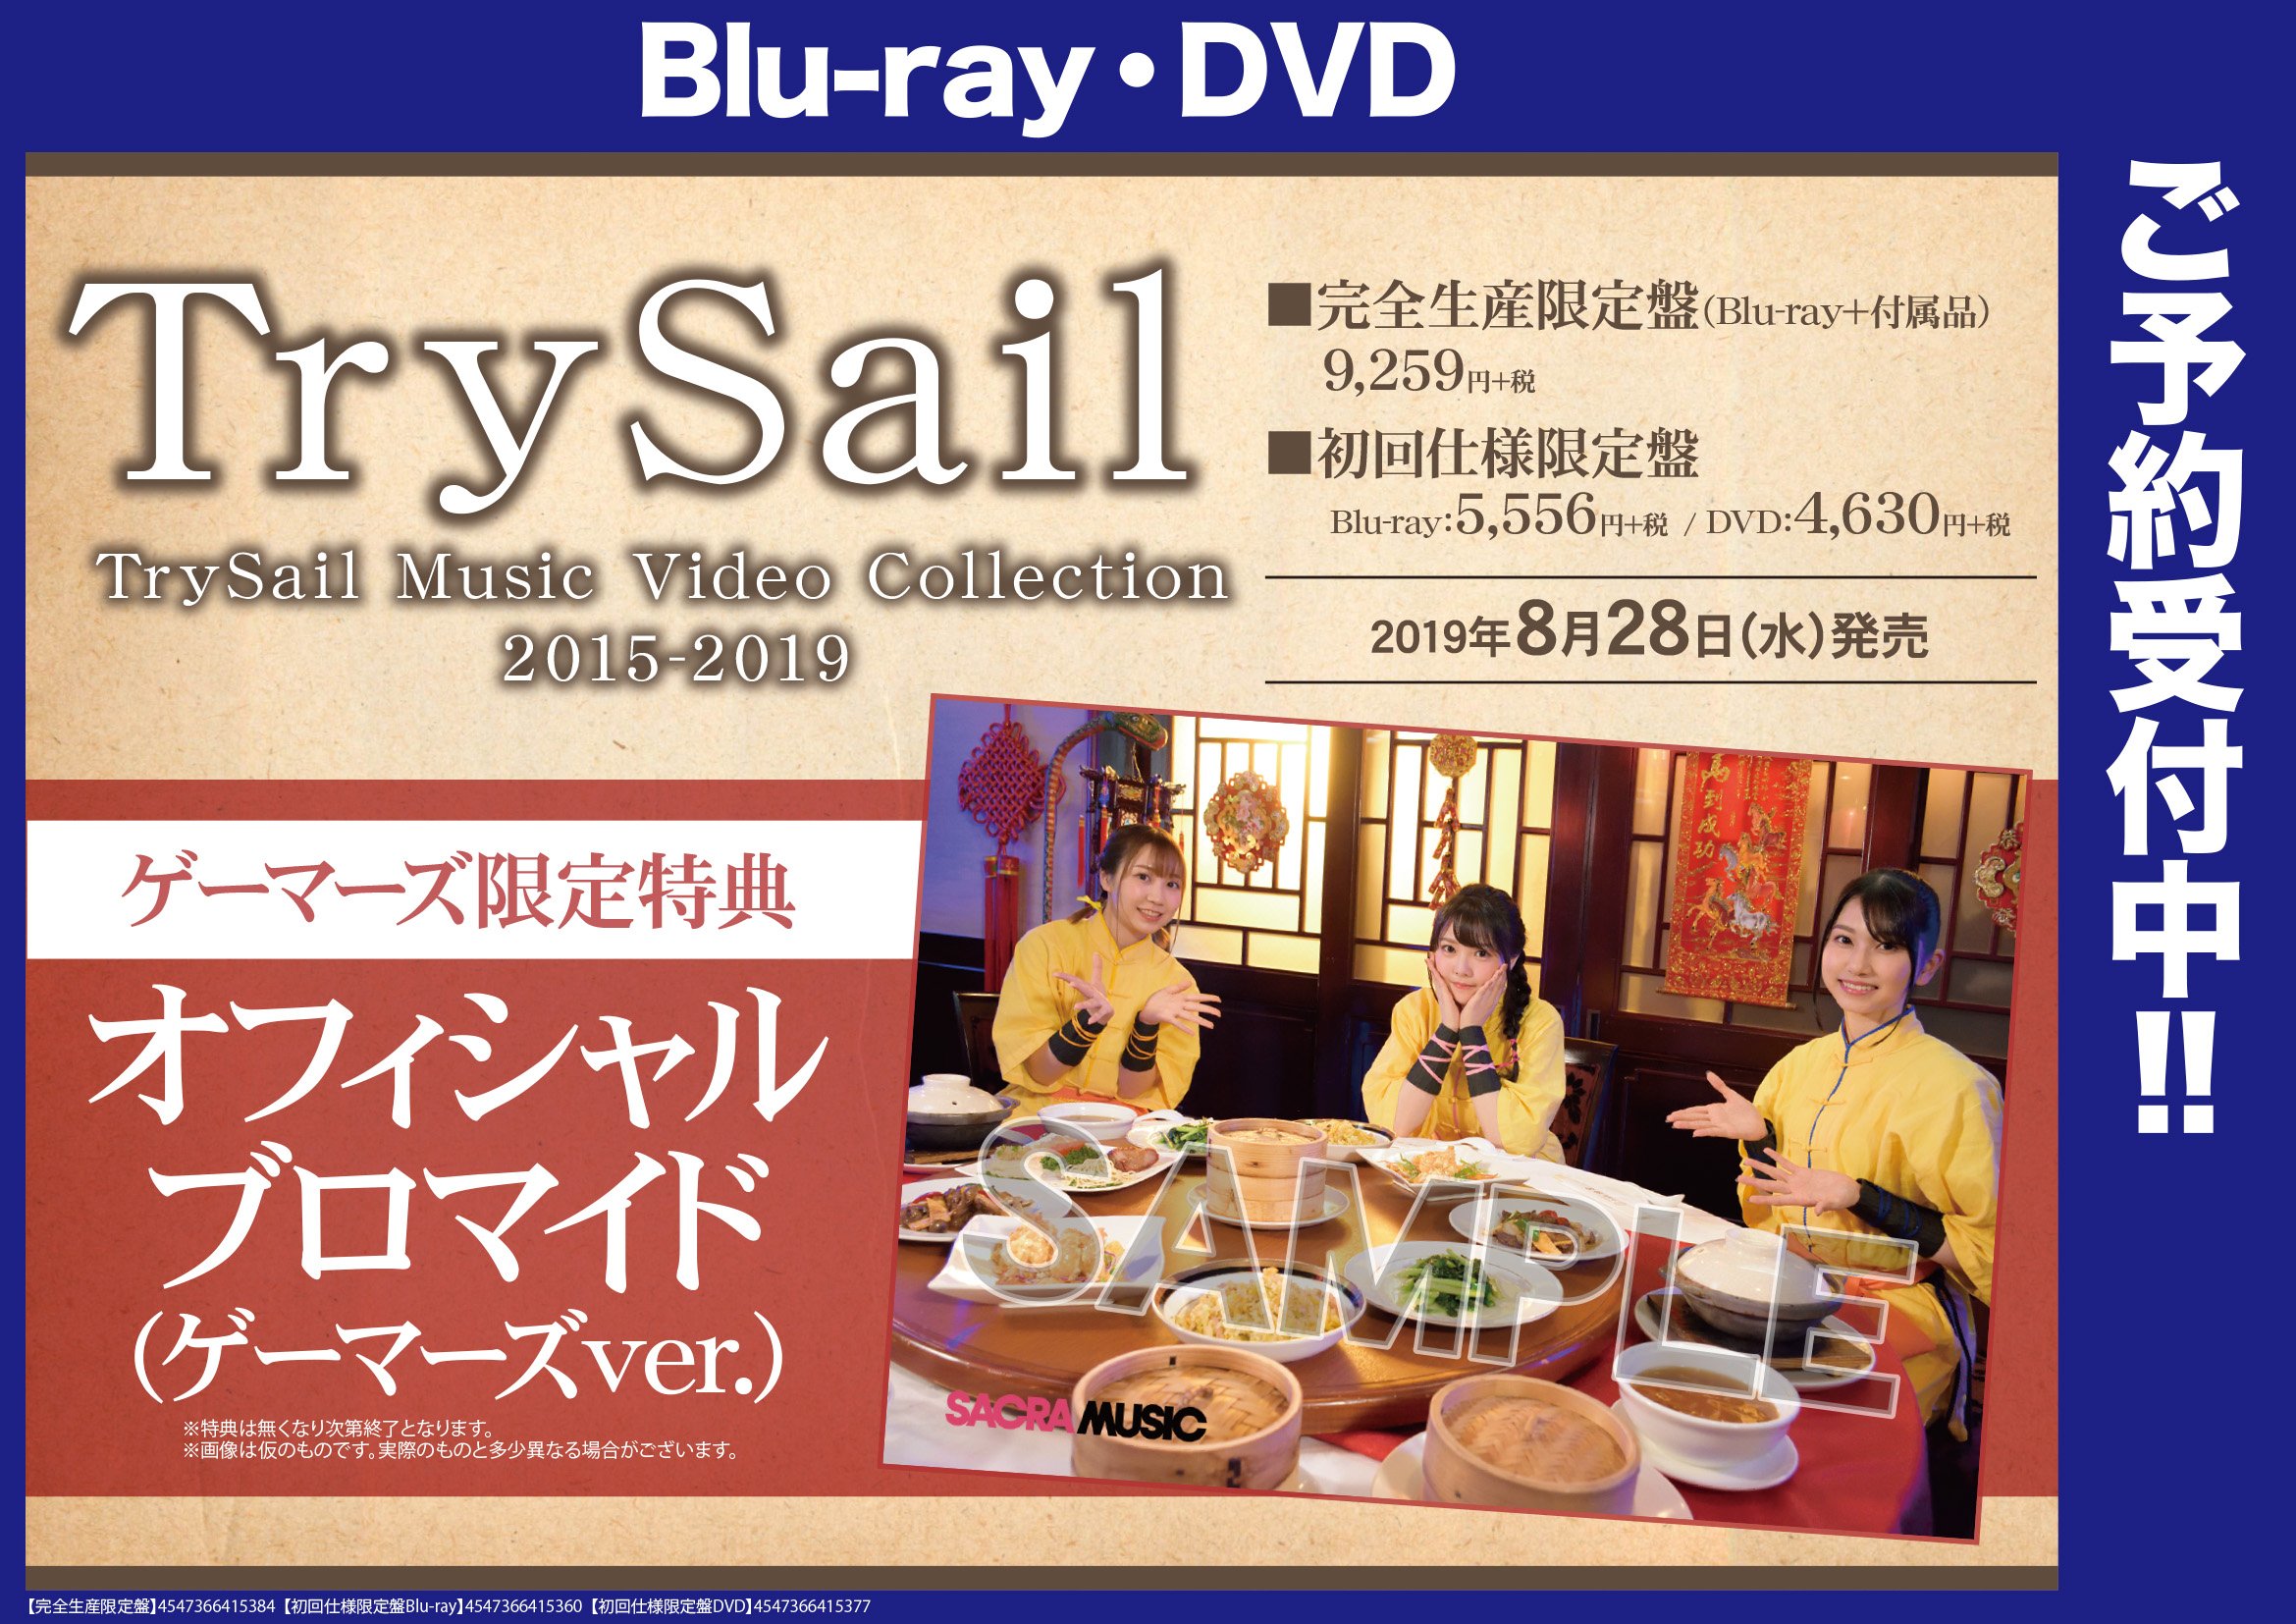 Blu-ray・DVD
ご予約受付中!!
TrySail
TrySail Music Video Collection
2015-2019
■完全生産限定盤(Blu-ray+付属品)
9,259円+税
■初回仕様限定盤
Blu-ray:5,556円+税 / DVD:4,630円+税
2019年8月28日(水)発売
ゲーマーズ限定特典
オフィシャル
ブロマイド
(ゲーマーズver.)
※特典は無くなり次第終了となります。
※画像は仮のものです。実際のものと多少異なる場合がございます。
馬到成功
SAMPLE
SACRA MUSIC
【完全生産限定盤】4547366415384 【初回仕様限定盤Blu-ray】4547366415360 【初回仕様限定盤DVD】4547366415377